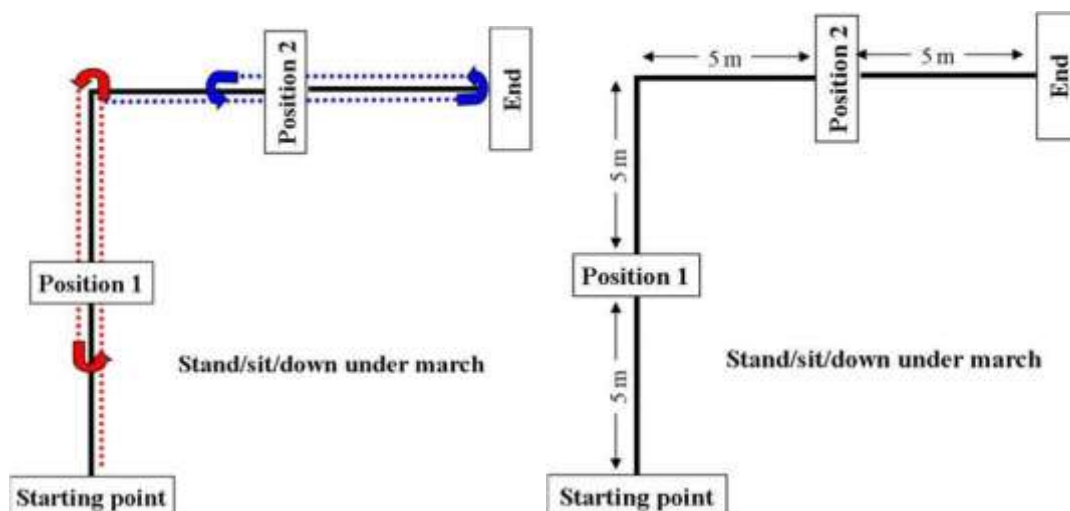 Position 2
End
Position 1
Stand/sit/down under march
Starting point
5 m
5 m
Position 2
End
5 m
Position 1
5 m
Stand/sit/down under march
Starting point